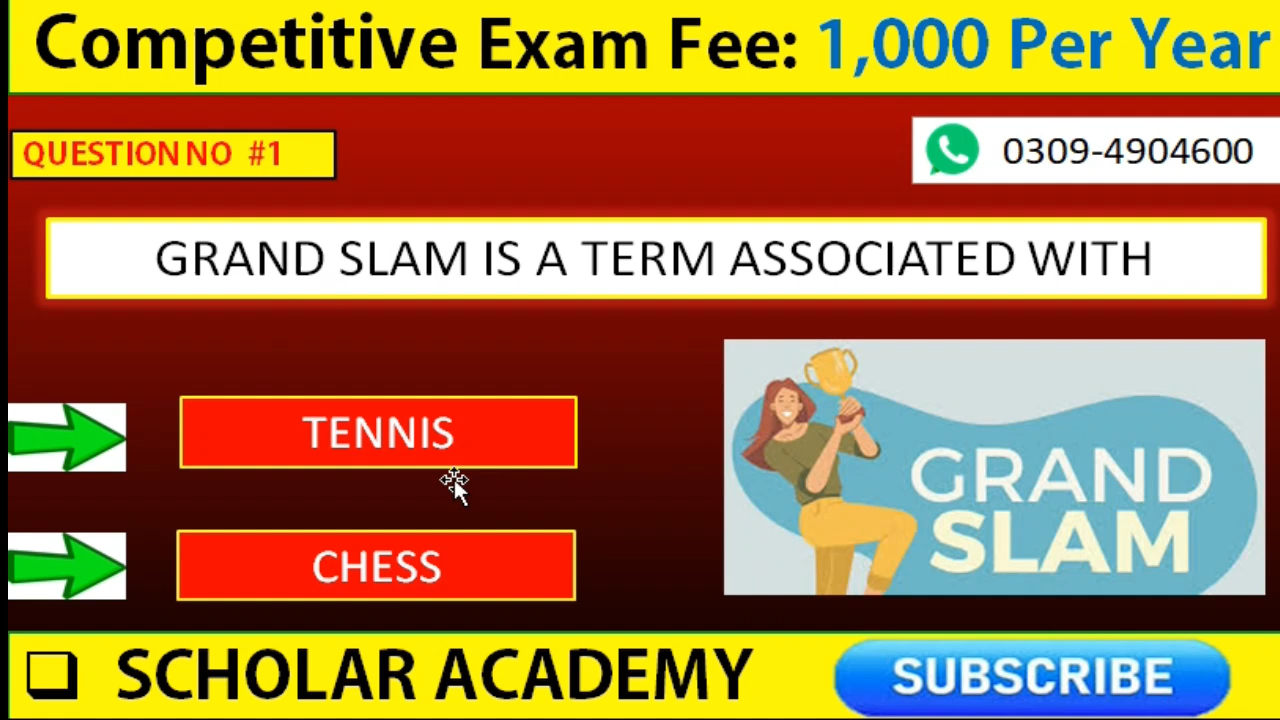 Competitive Exam Fee: 1,000 Per Year
QUESTION NO #1
0309-4904600
GRAND SLAM IS A TERM ASSOCIATED WITH
TENNIS
CHESS
GRAND
SLAM
SCHOLAR ACADEMY
SUBSCRIBE